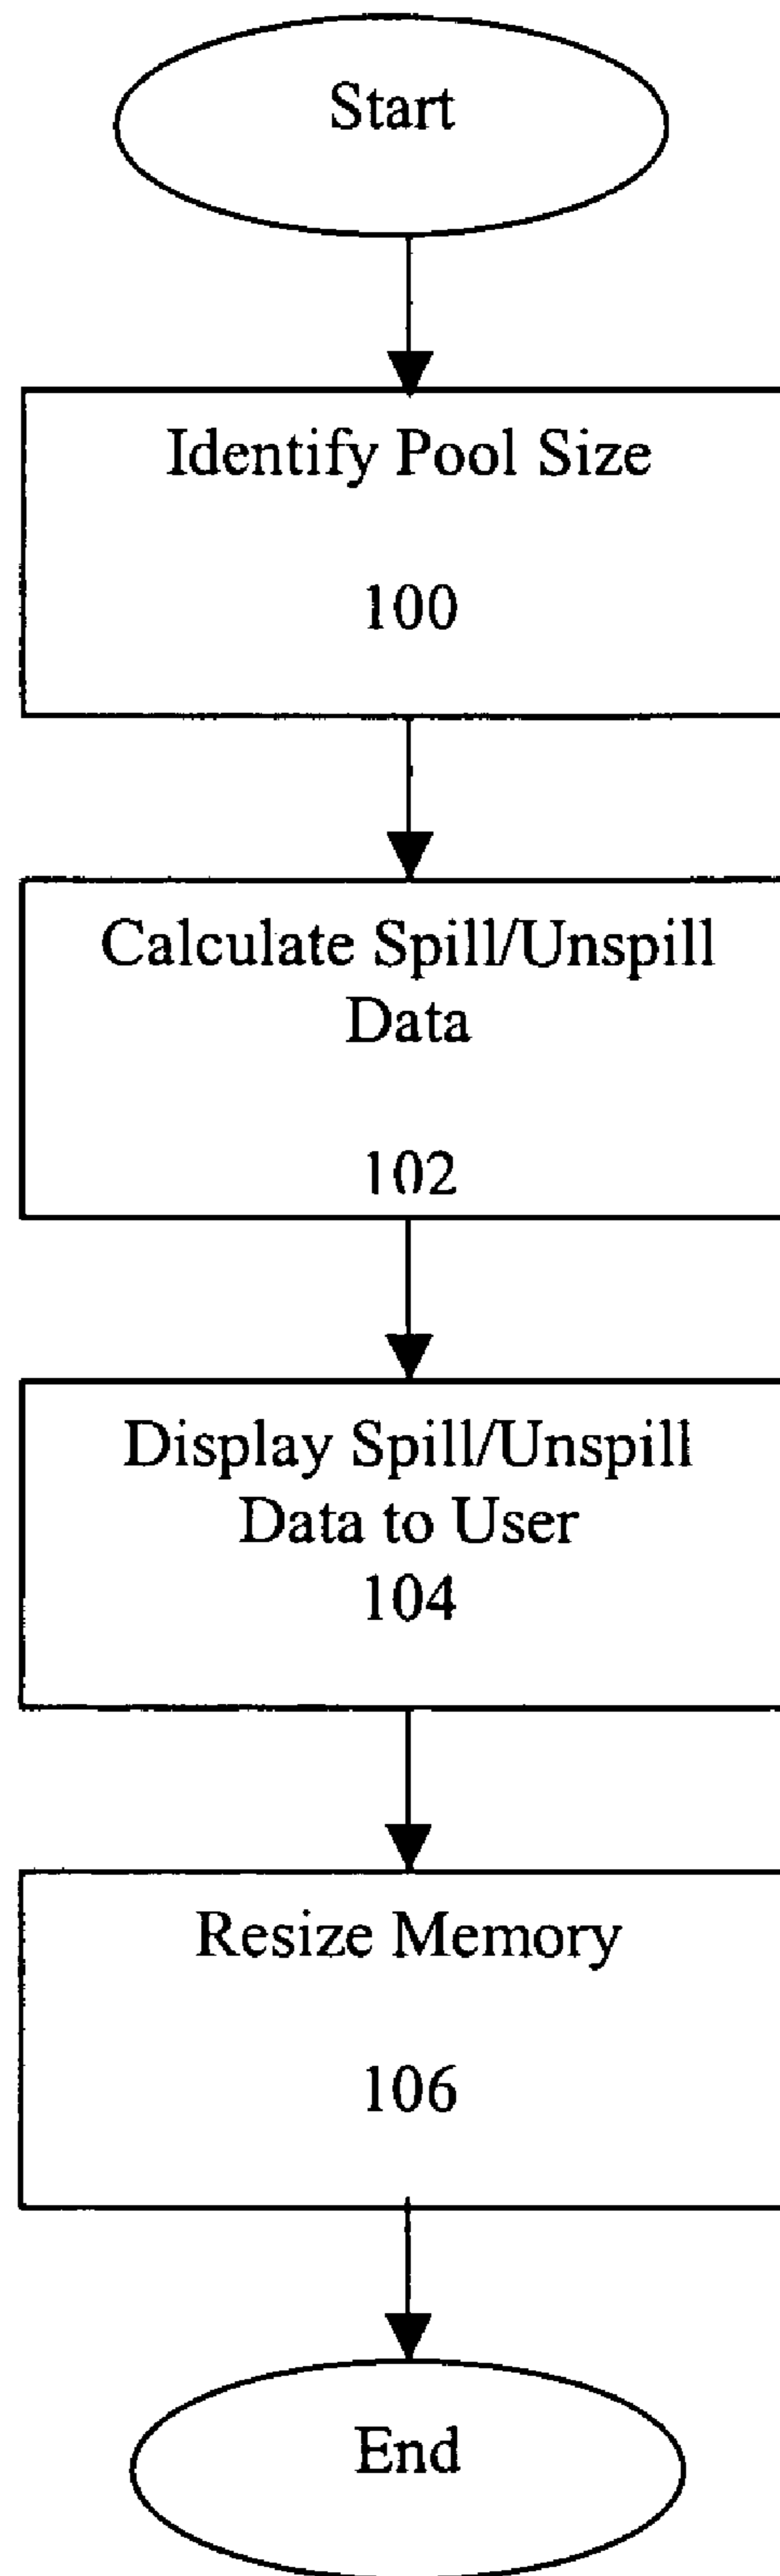 Start
Identify Pool Size
100
Calculate Spill/Unspill
Data
102
Display Spill/Unspill
Data to User
104
Resize Memory
106
End